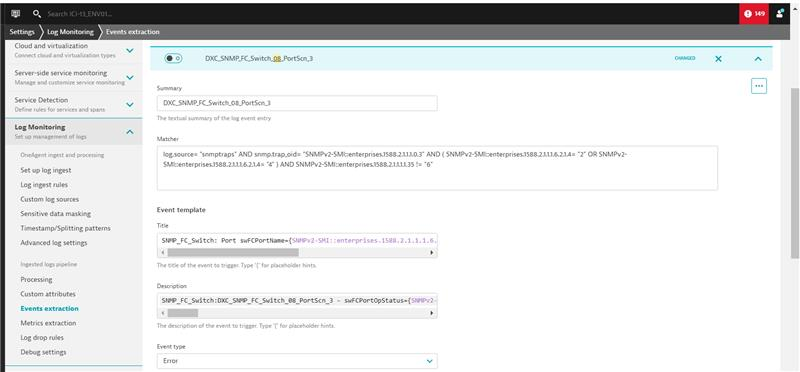 Search ICI-13_ENV01...
149
Settings
Log Monitoring
Events extraction
Cloud and virtualization
Connect cloud and virtualization types
Server-side service monitoring
Manage and customize service monitoring
Service Detection
Define rules for services and spans
Log Monitoring
Set up management of logs
OneAgent ingest and processing
Set up log ingest
Log ingest rules
Custom log sources
Sensitive data masking
Timestamp/Splitting patterns
Advanced log settings
Ingested logs pipeline
Processing
Custom attributes
Events extraction
Metrics extraction
Log drop rules
Debug settings
DXC_SNMP_FC_Switch_08_PortScn_3
CHANGED
Summary
DXC_SNMP_FC_Switch_08_PortScn_3
The textual summary of the log event entry
Matcher
log.source= "snmptraps" AND snmp.trap_oid= "SNMPv2-SMI::enterprises.1588.2.1.1.1.0.3" AND ( SNMPv2-SMI::enterprises.1588.2.1.1.1.6.2.1.4= "2" OR SNMPv2-
SMI::enterprises.1588.2.1.1.1.6.2.1.4= "4" ) AND SNMPv2-SMI::enterprises.1588.2.1.1.1.1.35 != "6"
Event template
Title
SNMP_FC_Switch: Port swFCPortName={SNMPv2-SMI::enterprises.1588.2.1.1.1.6.
The title of the event to trigger. Type '{' for placeholder hints.
Description
SNMP_FC_Switch:DXC_SNMP_FC_Switch_08_PortScn_3 - swFCPortOpStatus={SNMPv2-
The description of the event to trigger. Type '{' for placeholder hints.
Event type
Error